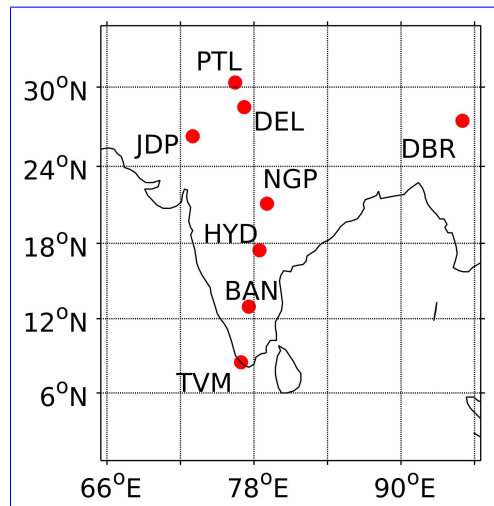 PTL
30°N
DEL
JDP
DBR
24°N
NGP
HYD
18°N
BAN
12°N
TVM
6°N
66°E 78°E 90°E